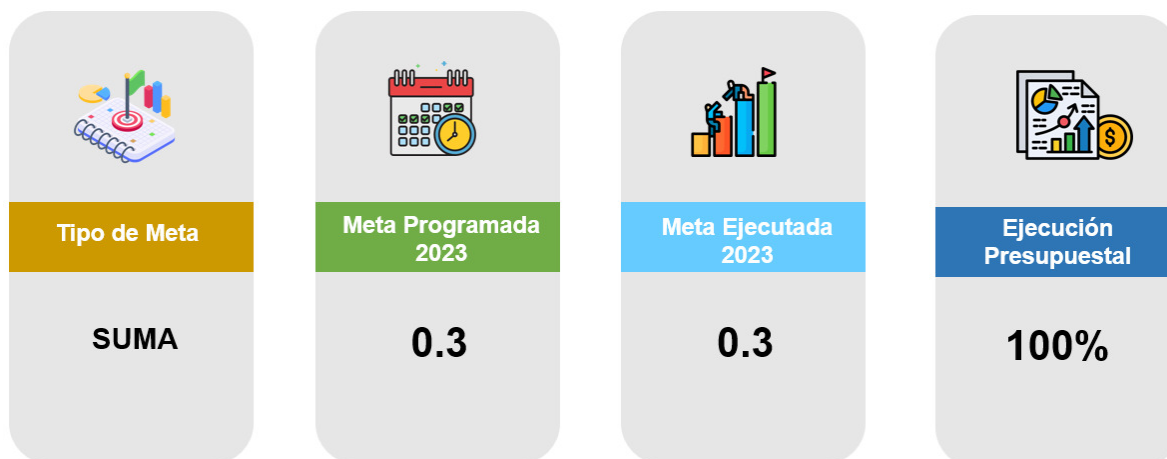 Tipo de Meta
SUMA
Meta Programada
2023
0.3
Meta Ejecutada
2023
0.3
Ejecución
Presupuestal
100%